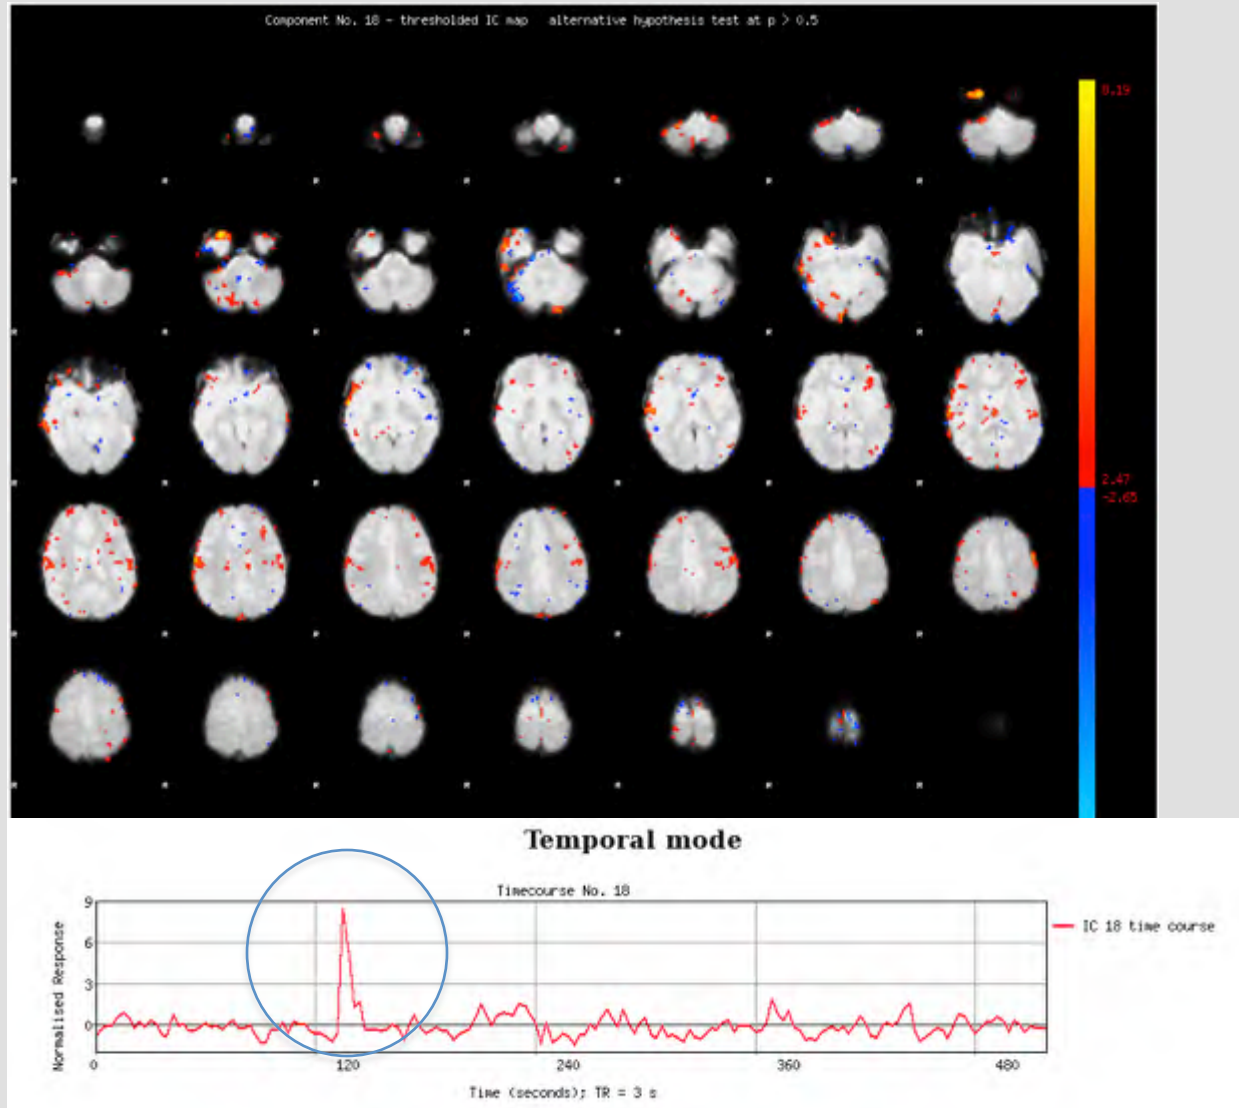 Component No. 18 - thresholded IC map   alternative hypothesis test at p > 0.5
8.19
2.47
-2.65
Temporal mode
Timecourse No. 18
9
6
3
0
Normalised Response
IC 18 time course
0 120 240 360 480
Time (seconds); TR = 3 s